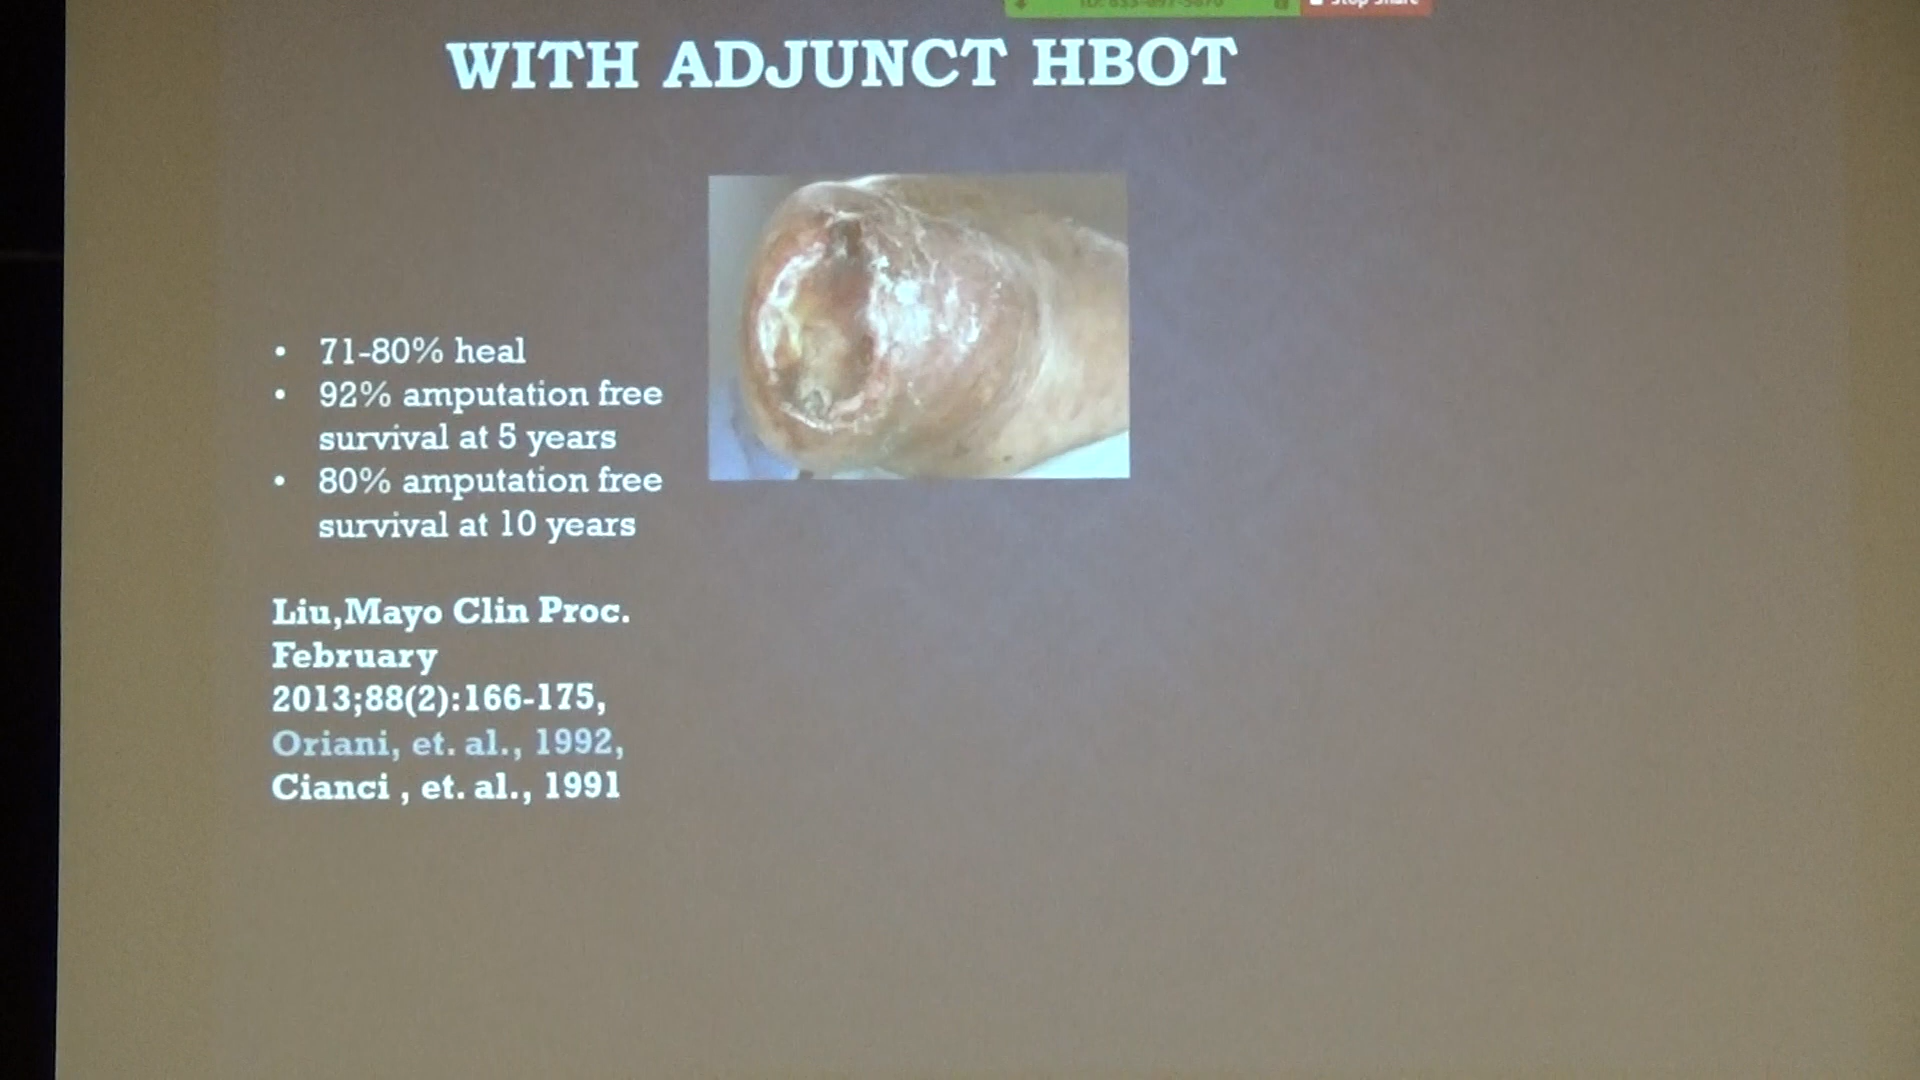 WITH ADJUNCT HBOT
• 71-80% heal
• 92% amputation free
survival at 5 years
• 80% amputation free
survival at 10 years
Liu,Mayo Clin Proc.
February
2013;88(2):166-175,
Oriani, et. al., 1992,
Cianci , et. al., 1991